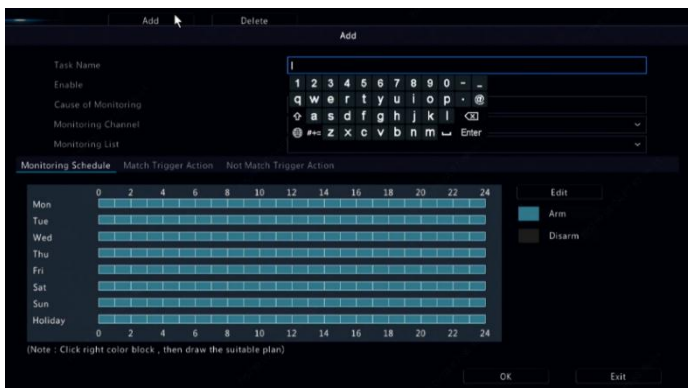 Add Delete
Add
Task Name
Enable
Cause of Monitoring
Monitoring Channel
Monitoring List
1 2 3 4 5 6 7 8 9 0 - _
q w e r t y u i o p . @
a s d f g h j k l
#+= z x c v b n m Enter
Monitoring Schedule Match Trigger Action Not Match Trigger Action
0 2 4 6 8 10 12 14 16 18 20 22 24
Edit
Mon
Arm
Tue
Disarm
Wed
Thu
Fri
Sat
Sun
Holiday
0 2 4 6 8 10 12 14 16 18 20 22 24
(Note : Click right color block , then draw the suitable plan)
OK Exit